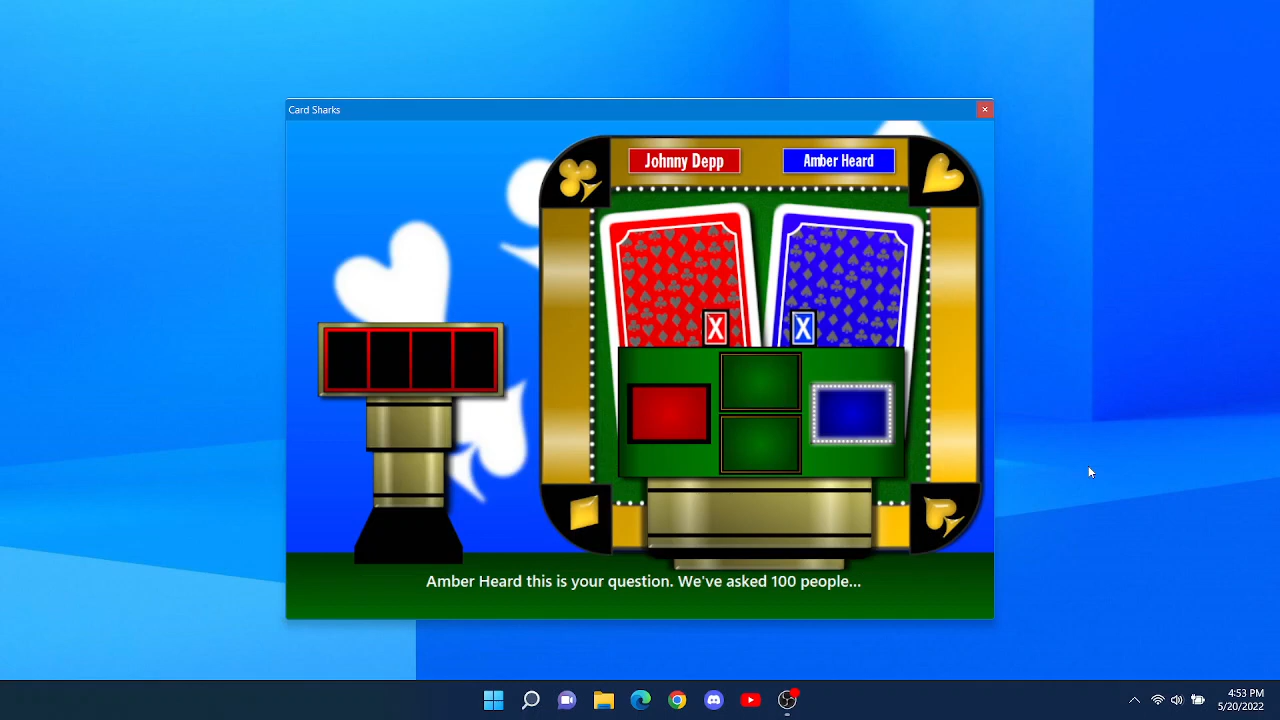 Card Sharks
Johnny Depp
Amber Heard
X
X
Amber Heard this is your question. We've asked 100 people...
4:53 PM
5/20/2022